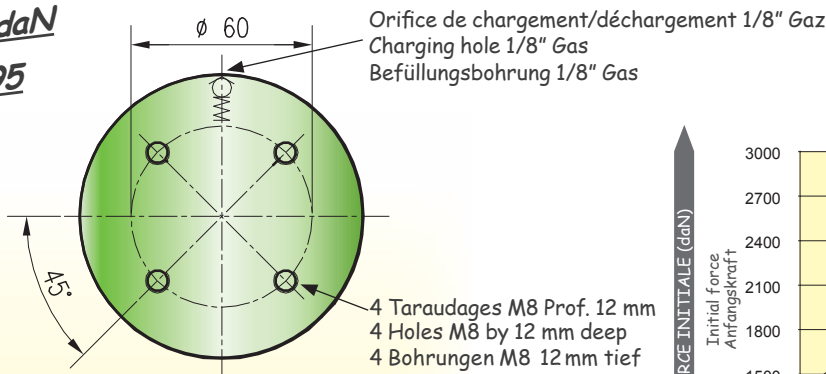 daN
95
ϕ 60
Orifice de chargement/déchargement 1/8" Gaz
Charging hole 1/8" Gas
Befüllungsbohrung 1/8" Gas
45°
4 Taraudages M8 Prof. 12 mm
4 Holes M8 by 12 mm deep
4 Bohrungen M8 12 mm tief
RCE INITIALE (daN)
Initial force
Anfangskraft
3000
2700
2400
2100
1800
1500